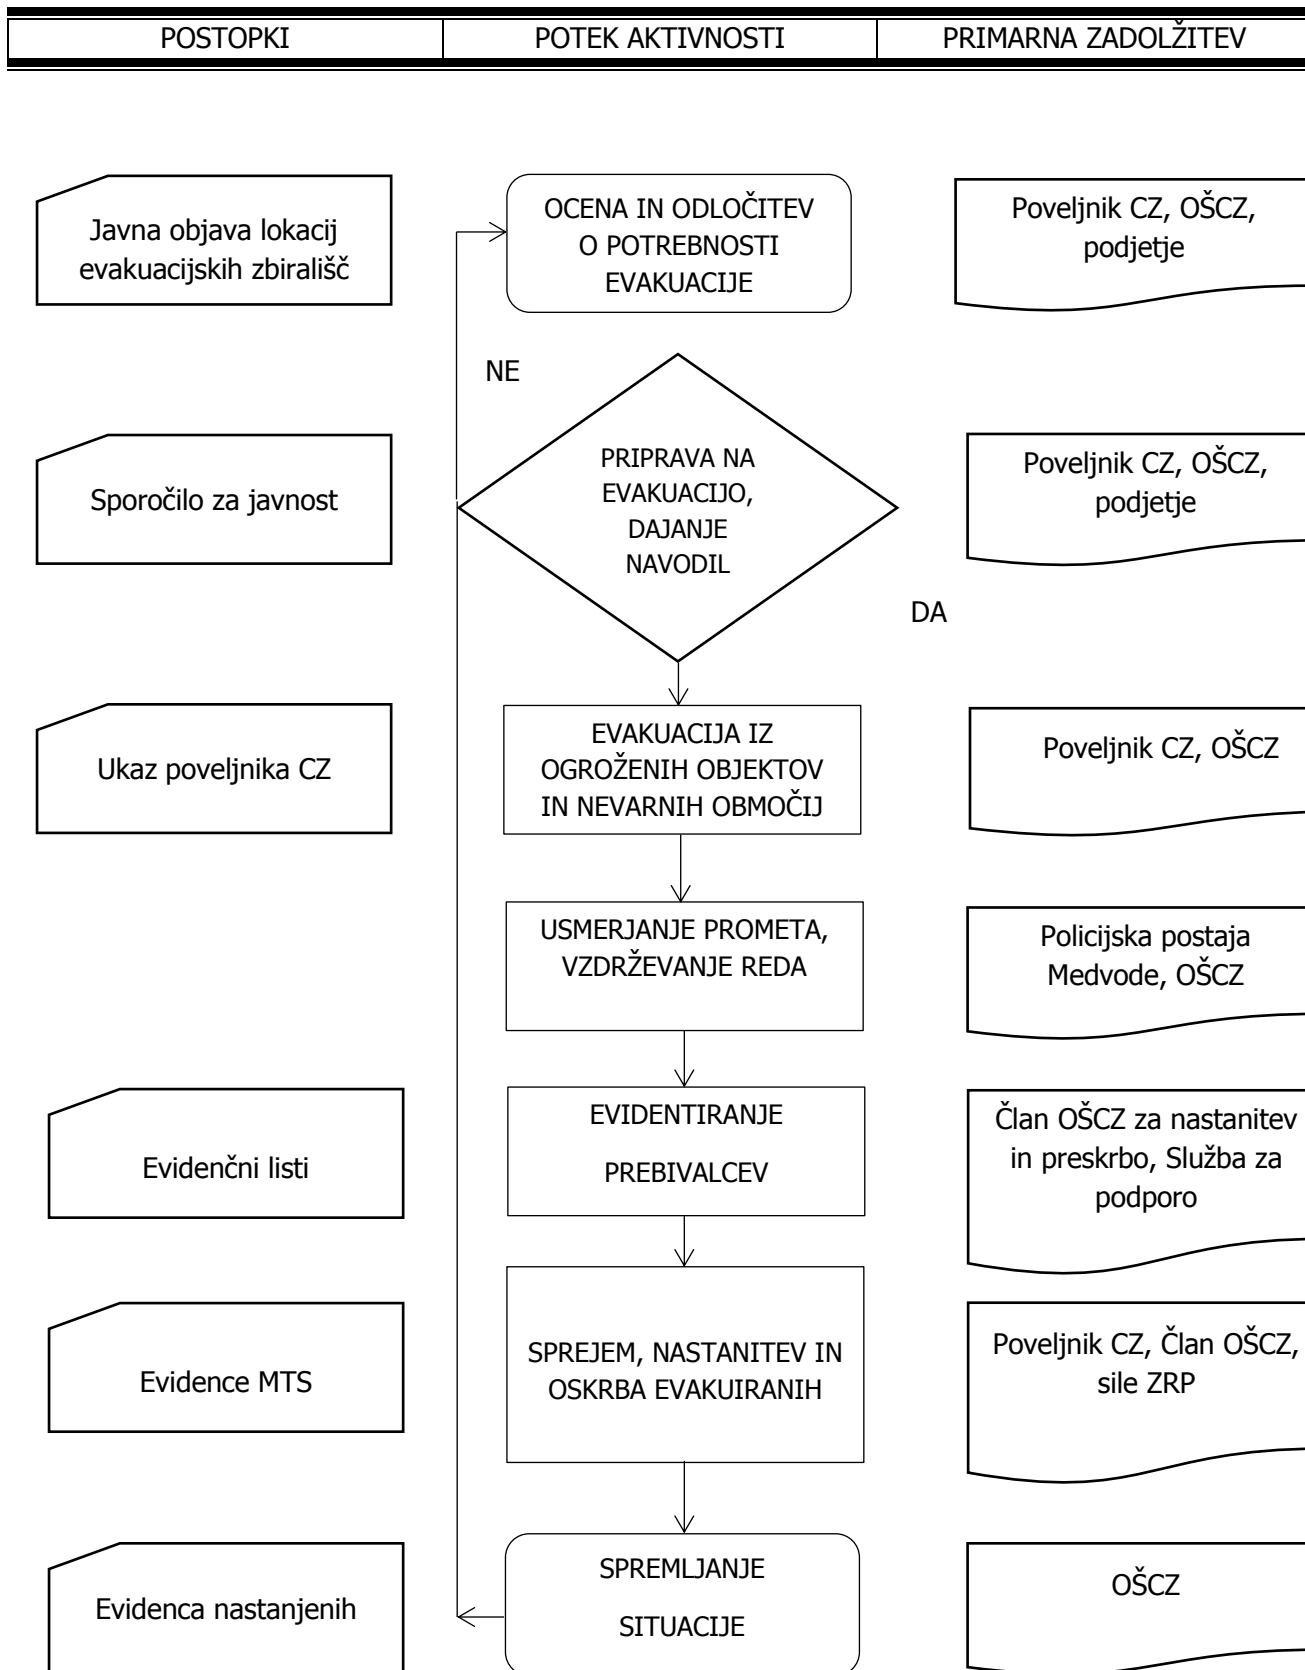 POSTOPKI
POTEK AKTIVNOSTI
PRIMARNA ZADOLŽITEV
Javna objava lokacij
evakuacijskih zbirališč
OCENA IN ODLOČITEV
O POTREBNOSTI
EVAKUACIJE
Poveljnik CZ, OŠCZ,
podjetje
NE
Sporočilo za javnost
PRIPRAVA NA
EVAKUACIJO,
DAJANJE
NAVODIL
Poveljnik CZ, OŠCZ,
podjetje
DA
Ukaz poveljnika CZ
EVAKUACIJA IZ
OGROŽENIH OBJEKTOV
IN NEVARNIH OBMOČIJ
Poveljnik CZ, OŠCZ
USMERJANJE PROMETA,
VZDRŽEVANJE REDA
Policijska postaja
Medvode, OŠCZ
Evidenčni listi
EVIDENTIRANJE
PREBIVALCEV
Član OŠCZ za nastanitev
in preskrbo, Služba za
podporo
Evidence MTS
SPREJEM, NASTANITEV IN
OSKRBA EVAKUIRANIH
Poveljnik CZ, Član OŠCZ,
sile ZRP
Evidenca nastanjenih
SPREMLJANJE
SITUACIJE
OŠCZ